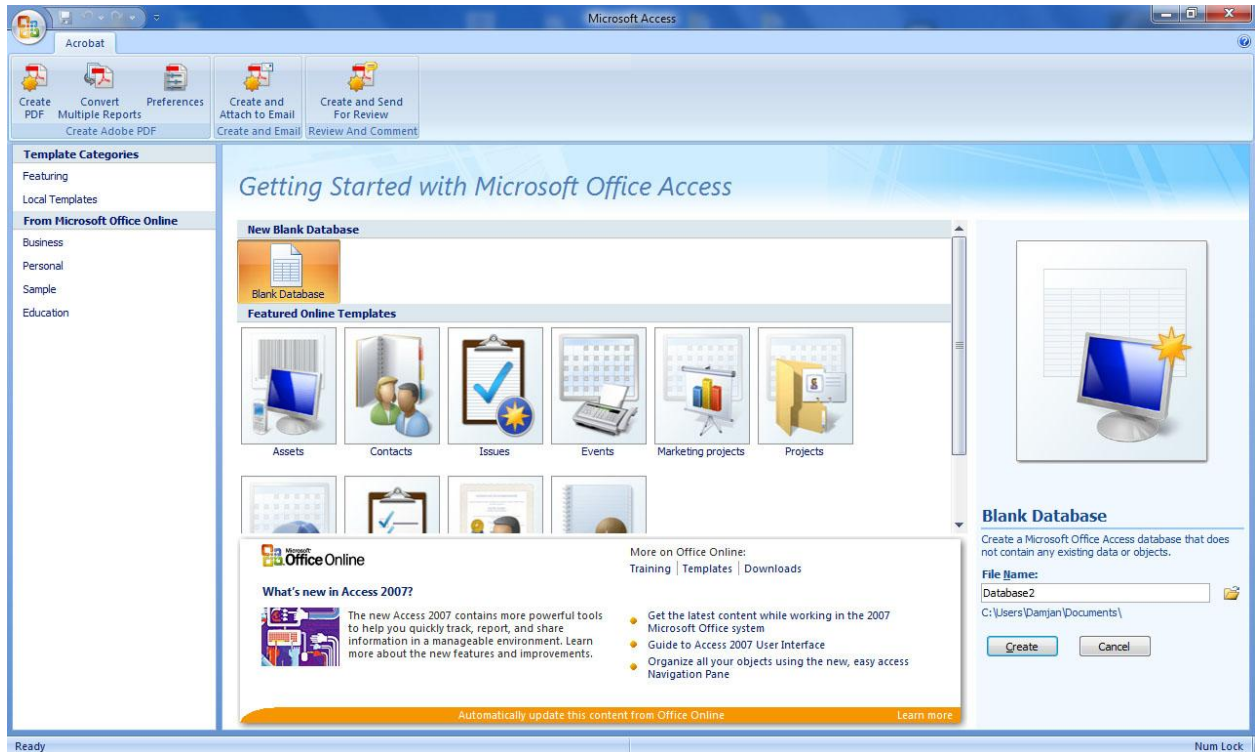 Microsoft Access
Acrobat
Create PDF
Convert Multiple Reports
Preferences
Create and Attach to Email
Create and Send For Review
Create Adobe PDF
Create and Email
Review And Comment
Template Categories
Featuring
Local Templates
From Microsoft Office Online
Business
Personal
Sample
Education
Getting Started with Microsoft Office Access
New Blank Database
Blank Database
Featured Online Templates
Assets
Contacts
Issues
Events
Marketing projects
Projects
Microsoft
Office Online
More on Office Online:
Training | Templates | Downloads
What's new in Access 2007?
The new Access 2007 contains more powerful tools
to help you quickly track, report, and share
information in a manageable environment. Learn
more about the new features and improvements.
Get the latest content while working in the 2007
Microsoft Office system
Guide to Access 2007 User Interface
Organize all your objects using the new, easy access
Navigation Pane
Automatically update this content from Office Online
Learn more
Blank Database
Create a Microsoft Office Access database that does
not contain any existing data or objects.
File Name:
Database2
C:\Users\Damjan\Documents\
Create
Cancel
Ready
Num Lock